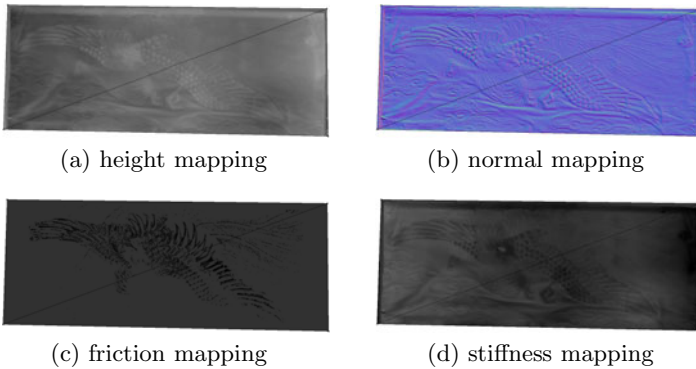 (a) height mapping
(b) normal mapping
(c) friction mapping
(d) stiffness mapping